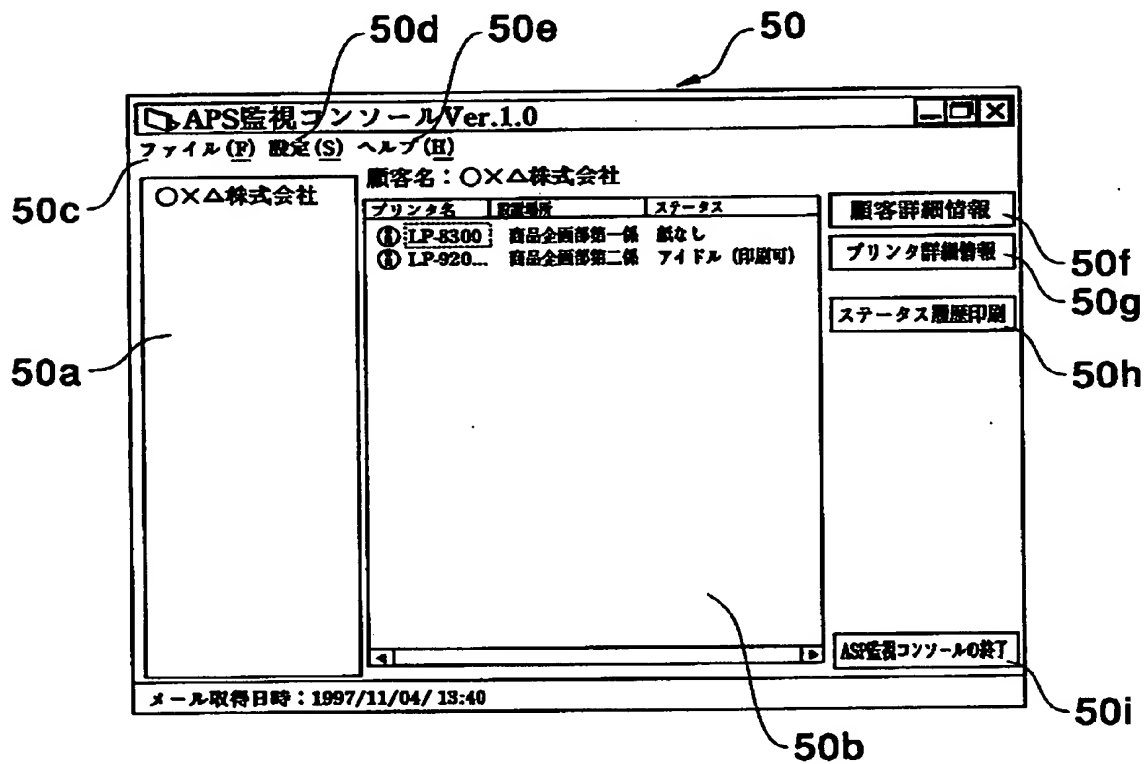 50d 50e 50
APS監視コンソールVer.1.0
ファイル(F) 設定(S) ヘルプ(H)
50c
○×△株式会社
顧客名：○×△株式会社
プリンタ名 設置場所 ステータス
LP-8300 商品企画部第一係 紙なし
LP-920... 商品企画部第二係 アイドル（印刷可）
顧客詳細情報
50f
プリンタ詳細情報
50g
ステータス履歴印刷
50h
50a
ASP監視コンソールの終了
50i
メール取得日時：1997/11/04/ 13:40
50b